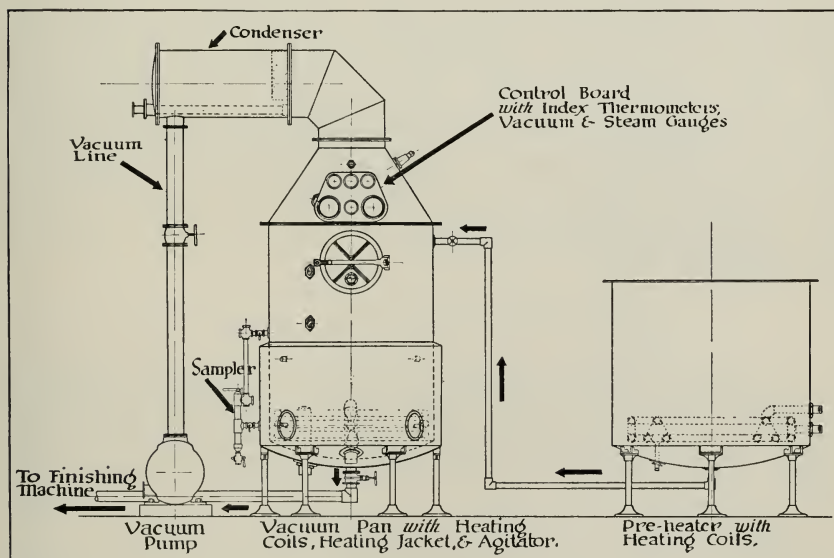 Condenser
Control Board
with Index Thermometers,
Vacuum & Steam Gauges
Vacuum
Line
Sampler
To Finishing
Machine
Vacuum
Pump
Vacuum Pan with Heating
Coils, Heating Jacket, & Agitator.
Pre-heater with
Heating Coils.